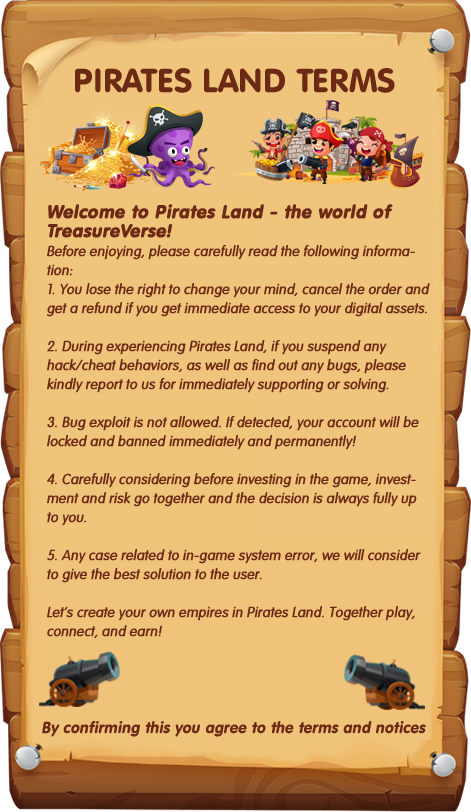 PIRATES LAND TERMS
Welcome to Pirates Land - the world of
TreasureVerse!
Before enjoying, please carefully read the following informa-
tion:
1. You lose the right to change your mind, cancel the order and
get a refund if you get immediate access to your digital assets.
2. During experiencing Pirates Land, if you suspend any
hack/cheat behaviors, as well as find out any bugs, please
kindly report to us for immediately supporting or solving.
3. Bug exploit is not allowed. If detected, your account will be
locked and banned immediately and permanently!
4. Carefully considering before investing in the game, invest-
ment and risk go together and the decision is always fully up
to you.
5. Any case related to in-game system error, we will consider
to give the best solution to the user.
Let's create your own empires in Pirates Land. Together play,
connect, and earn!
By confirming this you agree to the terms and notices